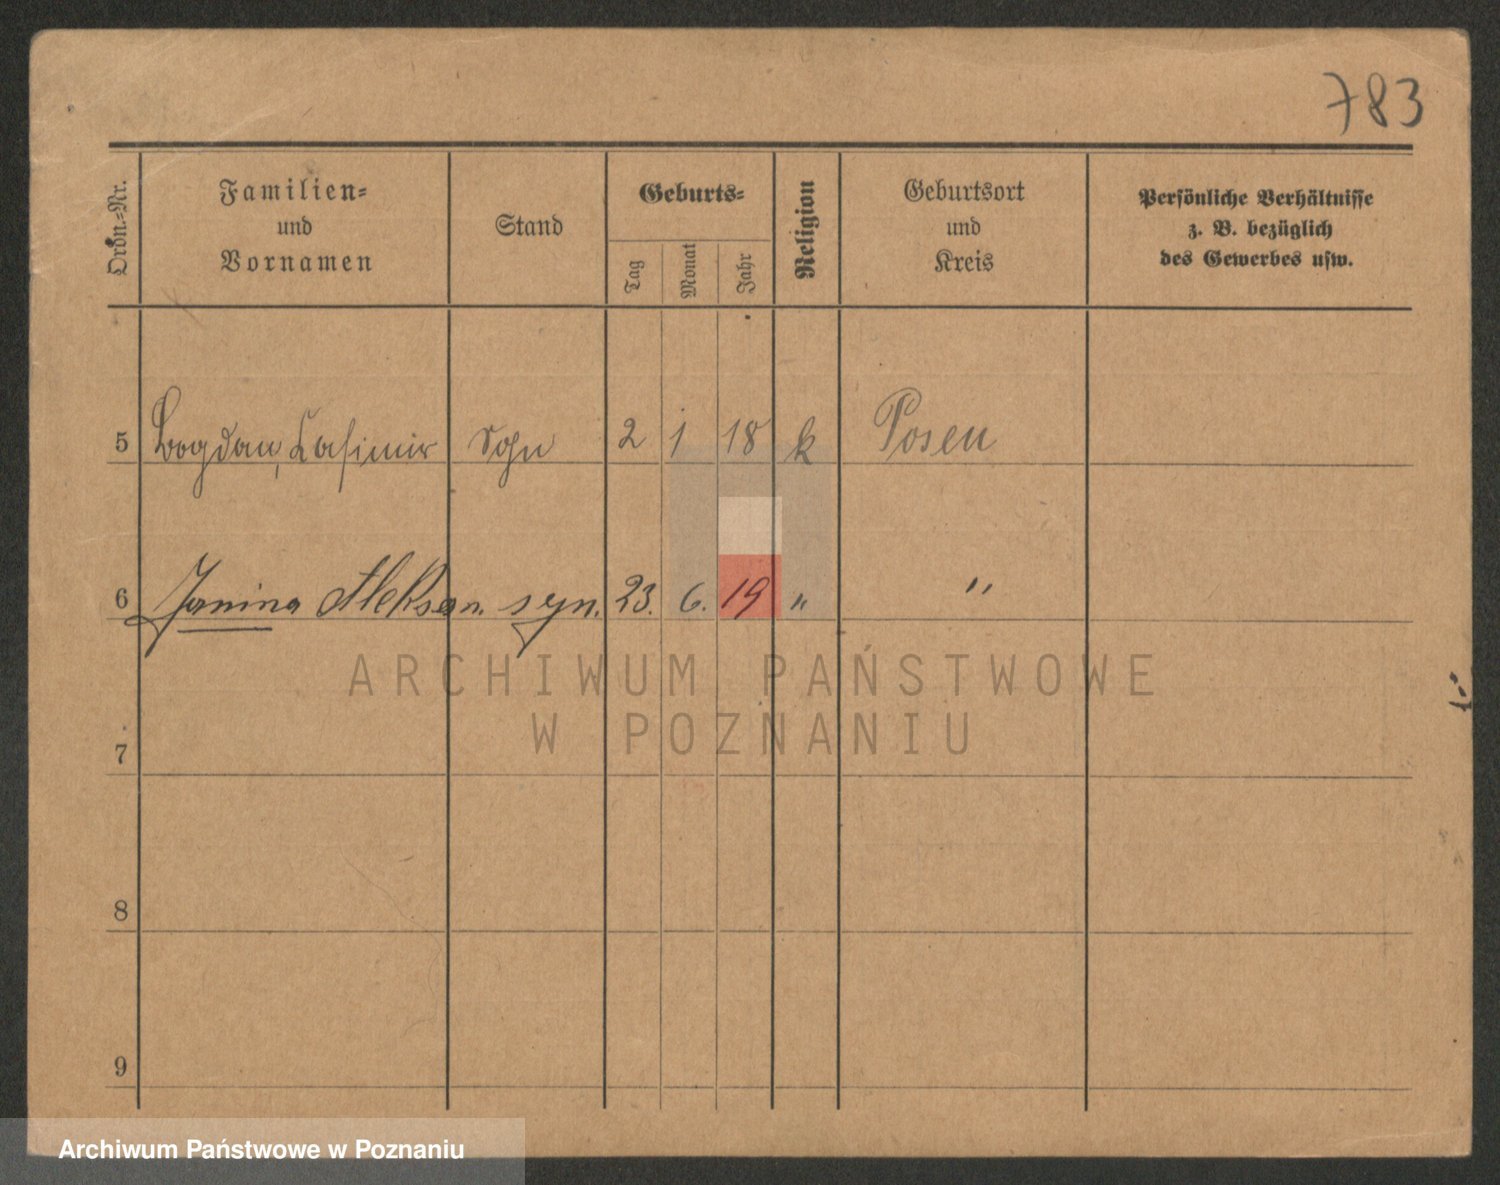 783
Ordn.=Nr.
Familien=
und
Vornamen
Stand
Geburts=
Tag
Monat
Jahr
Religion
Geburtsort
und
Kreis
Persönliche Verhältnisse
z. B. bezüglich
des Gewerbes usw.
5 Bogdan, Casimir Sohn 2 1 18 k Posen
6 Janina Aleksan. syn. 23. 6. 19 " "
ARCHIWUM PAŃSTWOWE
W POZNANIU
7
8
9
Archiwum Państwowe w Poznaniu